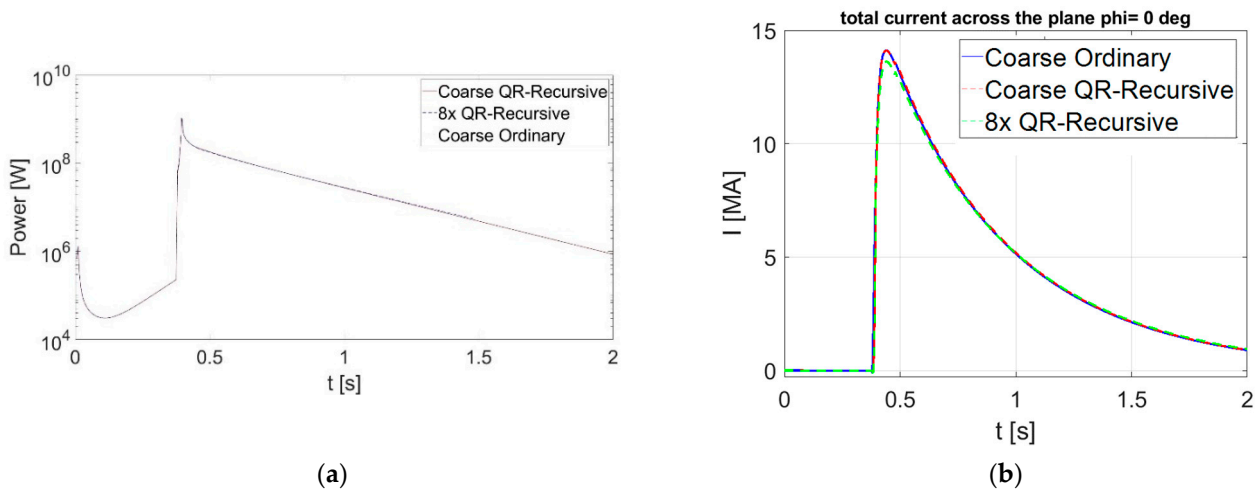 total current across the plane phi= 0 deg
10^10
10^8
10^6
10^4
Power [W]
Coarse QR-Recursive
8x QR-Recursive
Coarse Ordinary
0 0.5 1 1.5 2
t [s]
(a)
15
10
5
0
I [MA]
Coarse Ordinary
Coarse QR-Recursive
8x QR-Recursive
0 0.5 1 1.5 2
t [s]
(b)